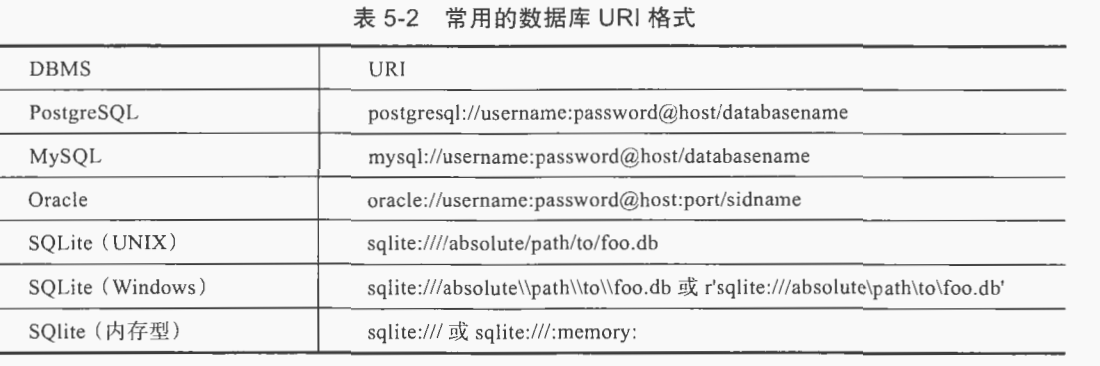 表 5-2 常用的数据库 URI 格式
DBMS URI
PostgreSQL postgresql://username:password@host/databasename
MySQL mysql://username:password@host/databasename
Oracle oracle://username:password@host:port/sidname
SQLite（UNIX） sqlite:////absolute/path/to/foo.db
SQLite（Windows） sqlite:///absolute\\path\\to\\foo.db 或 r'sqlite:///absolute\path\to\foo.db'
SQlite（内存型） sqlite:/// 或 sqlite:///:memory: